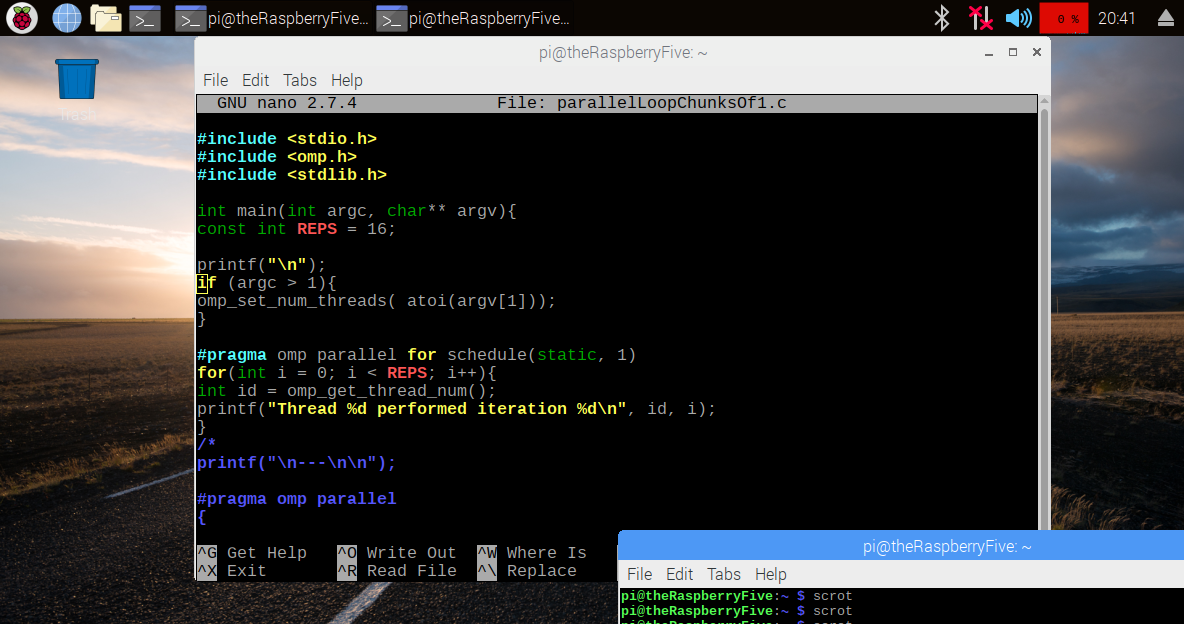 pi@theRaspberryFive...
pi@theRaspberryFive...
0 %
20:41
pi@theRaspberryFive: ~
File Edit Tabs Help
GNU nano 2.7.4 File: parallelLoopChunksOf1.c
#include <stdio.h>
#include <omp.h>
#include <stdlib.h>
int main(int argc, char** argv){
const int REPS = 16;
printf("\n");
if (argc > 1){
omp_set_num_threads( atoi(argv[1]));
}
#pragma omp parallel for schedule(static, 1)
for(int i = 0; i < REPS; i++){
int id = omp_get_thread_num();
printf("Thread %d performed iteration %d\n", id, i);
}
/*
printf("\n---\n\n");
#pragma omp parallel
{
^G Get Help ^O Write Out ^W Where Is
^X Exit ^R Read File ^\ Replace
pi@theRaspberryFive: ~
File Edit Tabs Help
pi@theRaspberryFive:~ $ scrot
pi@theRaspberryFive:~ $ scrot